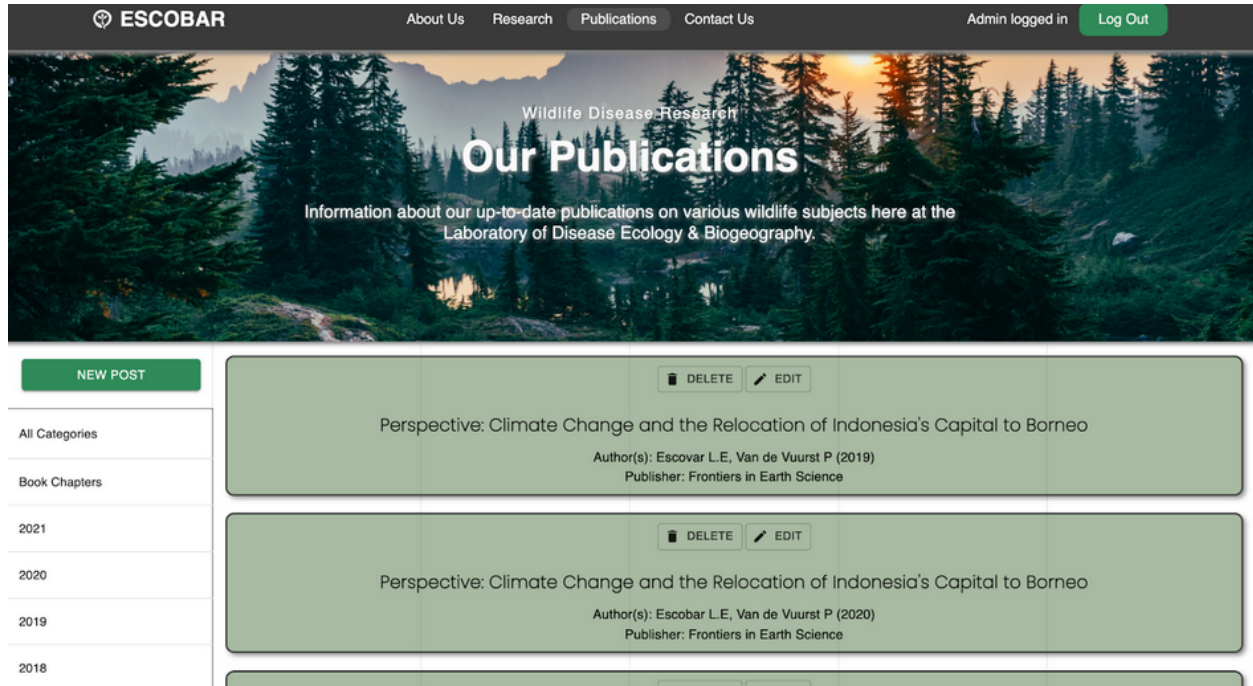 ESCOBAR
About Us Research Publications Contact Us
Admin logged in Log Out
Wildlife Disease Research
Our Publications
Information about our up-to-date publications on various wildlife subjects here at the
Laboratory of Disease Ecology & Biogeography.
NEW POST
All Categories
Book Chapters
2021
2020
2019
2018
DELETE EDIT
Perspective: Climate Change and the Relocation of Indonesia's Capital to Borneo
Author(s): Escovar L.E, Van de Vuurst P (2019)
Publisher: Frontiers in Earth Science
DELETE EDIT
Perspective: Climate Change and the Relocation of Indonesia's Capital to Borneo
Author(s): Escobar L.E, Van de Vuurst P (2020)
Publisher: Frontiers in Earth Science